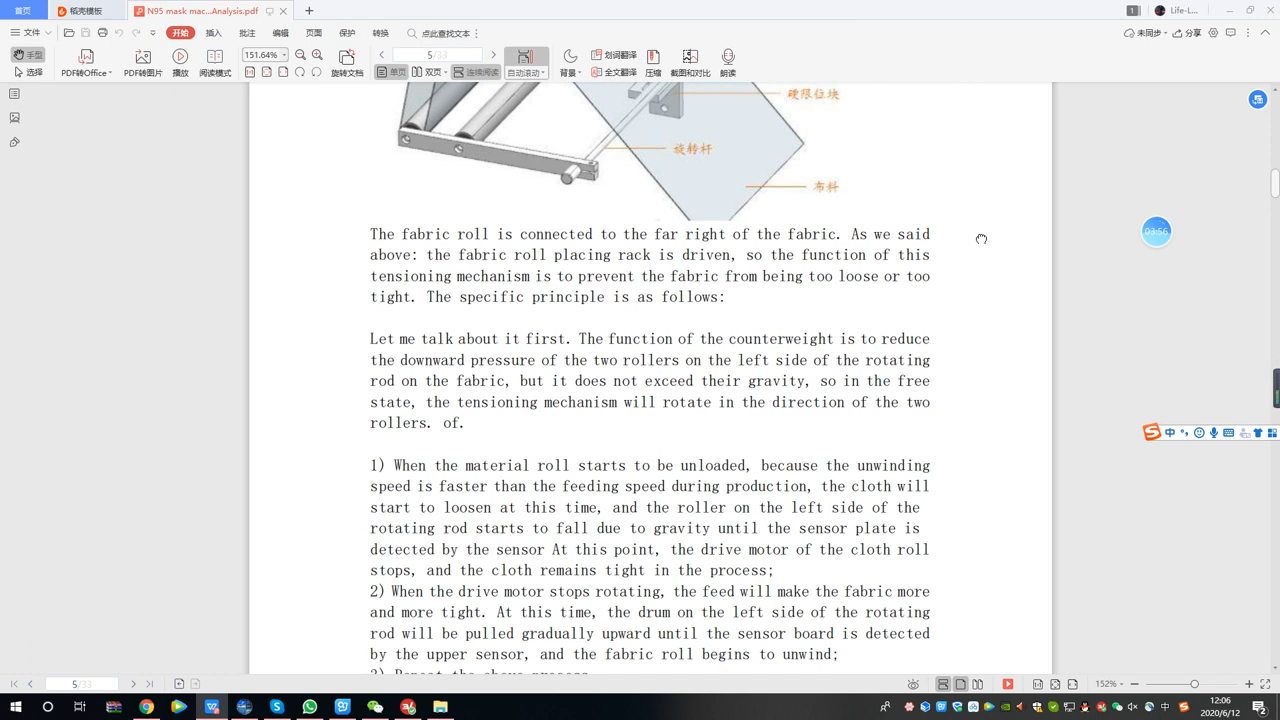 首页
稻壳模板
N95 mask mac...Analysis.pdf
1
Life-L...
文件
开始
插入
批注
编辑
页面
保护
转换
点此查找文本
未同步
分享
手型
选择
PDF转Office
PDF转图片
播放
阅读模式
151.64%
5/33
旋转文档
单页
双页
连续阅读
自动滚动
背景
划词翻译
全文翻译
压缩
截图和对比
朗读
硬限位块
旋转杆
布料
The fabric roll is connected to the far right of the fabric. As we said
above: the fabric roll placing rack is driven, so the function of this
tensioning mechanism is to prevent the fabric from being too loose or too
tight. The specific principle is as follows:
Let me talk about it first. The function of the counterweight is to reduce
the downward pressure of the two rollers on the left side of the rotating
rod on the fabric, but it does not exceed their gravity, so in the free
state, the tensioning mechanism will rotate in the direction of the two
rollers. of.
1) When the material roll starts to be unloaded, because the unwinding
speed is faster than the feeding speed during production, the cloth will
start to loosen at this time, and the roller on the left side of the
rotating rod starts to fall due to gravity until the sensor plate is
detected by the sensor At this point, the drive motor of the cloth roll
stops, and the cloth remains tight in the process;
2) When the drive motor stops rotating, the feed will make the fabric more
and more tight. At this time, the drum on the left side of the rotating
rod will be pulled gradually upward until the sensor board is detected
by the upper sensor, and the fabric roll begins to unwind;
3) Repeat the above process
03:56
中
5/33
152%
12:06
2020/6/12
中
2